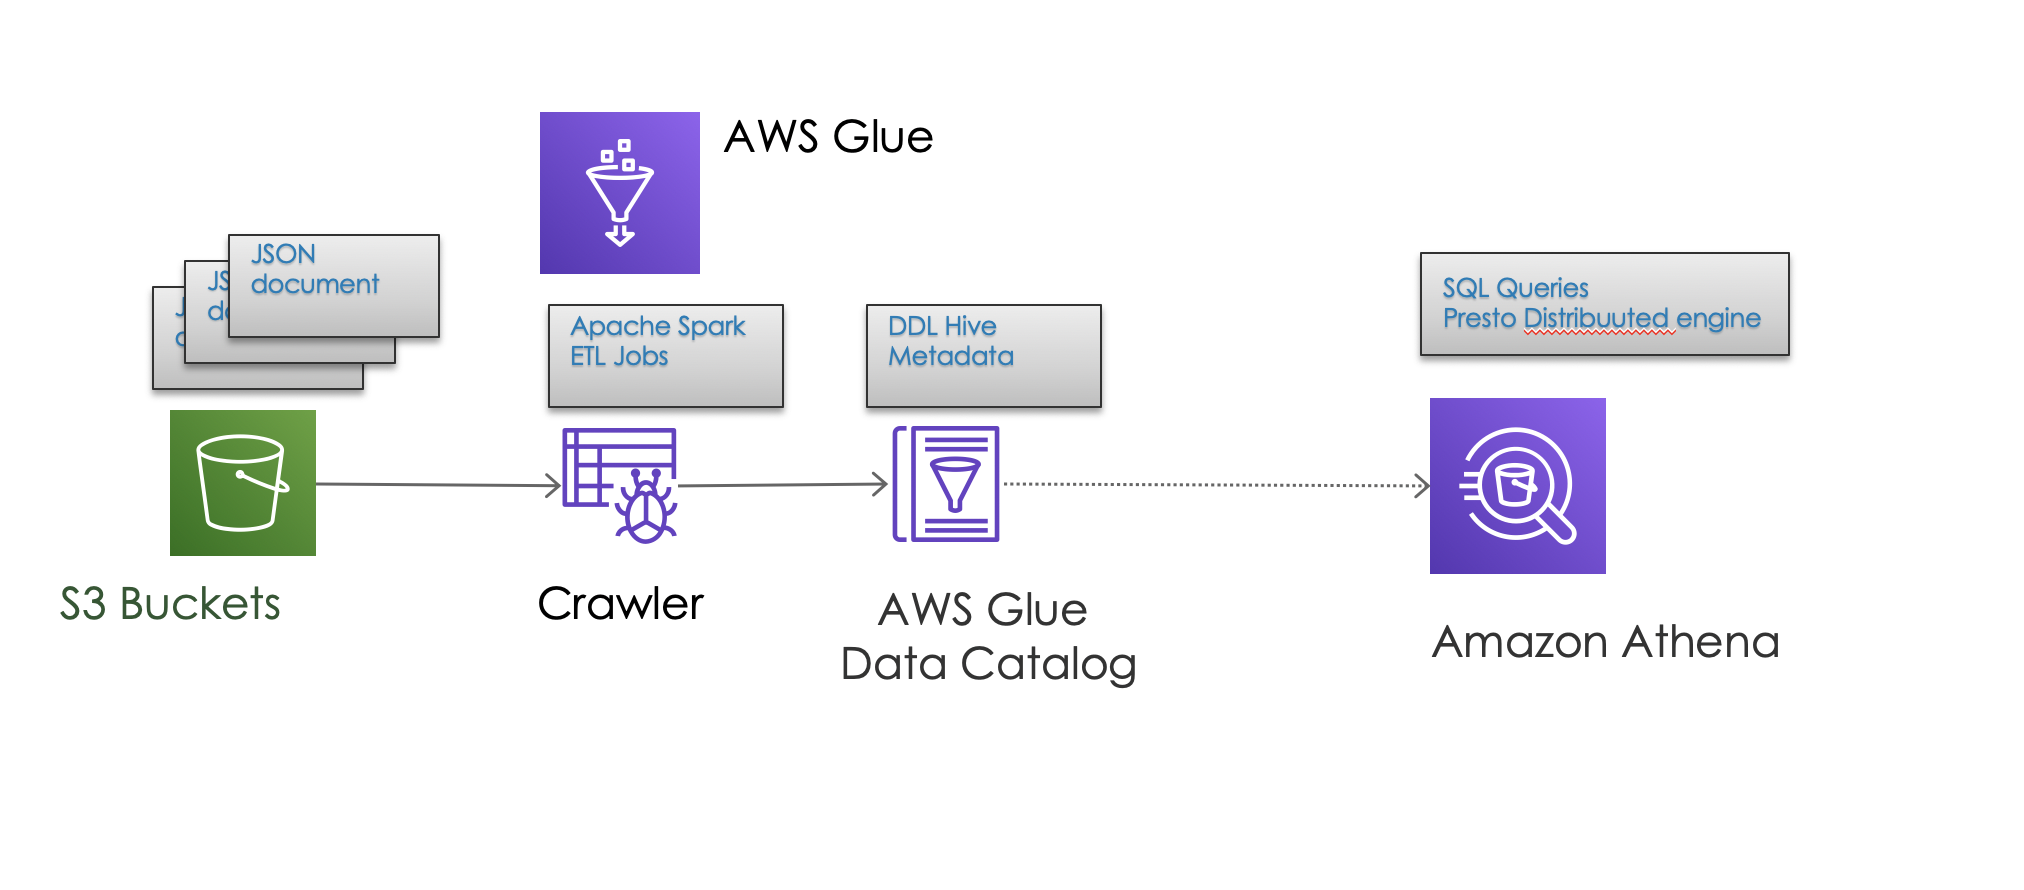 AWS Glue
JSON
document
JS
do
J
d
Apache Spark
ETL Jobs
DDL Hive
Metadata
SQL Queries
Presto Distribuuted engine
S3 Buckets
Crawler
AWS Glue
Data Catalog
Amazon Athena